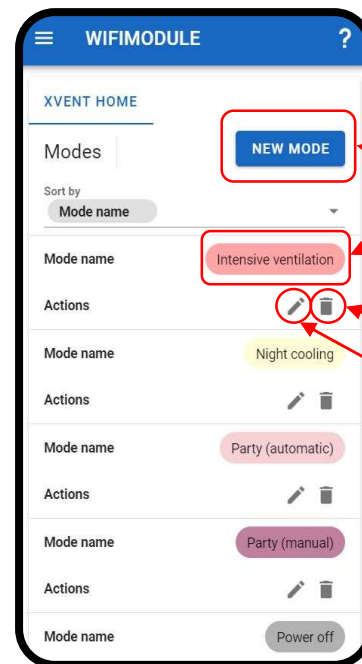 WIFIMODULE ?
XVENT HOME
Modes NEW MODE
Sort by
Mode name
Mode name Intensive ventilation
Actions
Mode name Night cooling
Actions
Mode name Party (automatic)
Actions
Mode name Party (manual)
Actions
Mode name Power off